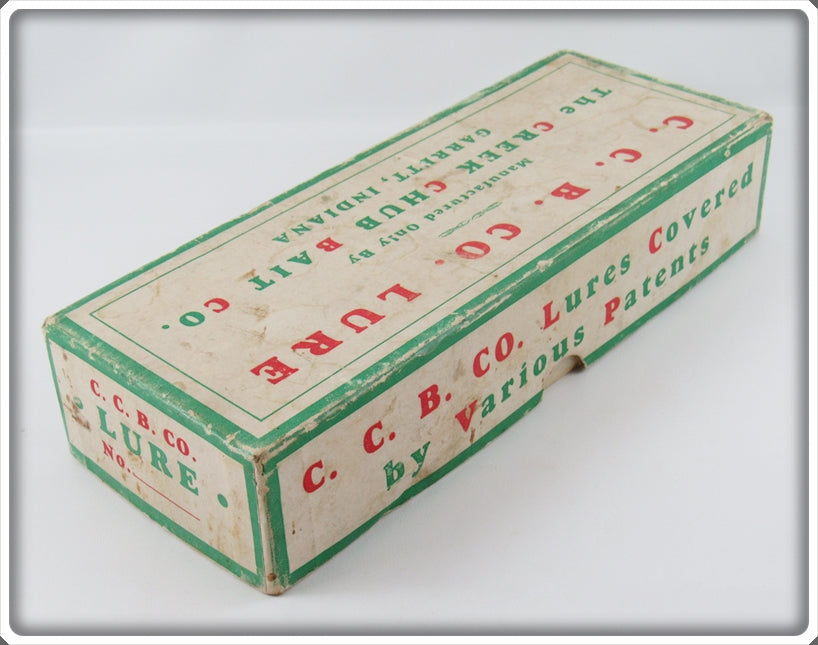 C. C. B. CO. LURE
Manufactured Only By
The CREEK CHUB BAIT CO.
GARRETT, INDIANA
C. C. B. CO. Lures Covered
by Various Patents
C. C. B. CO.
• LURE •
No.